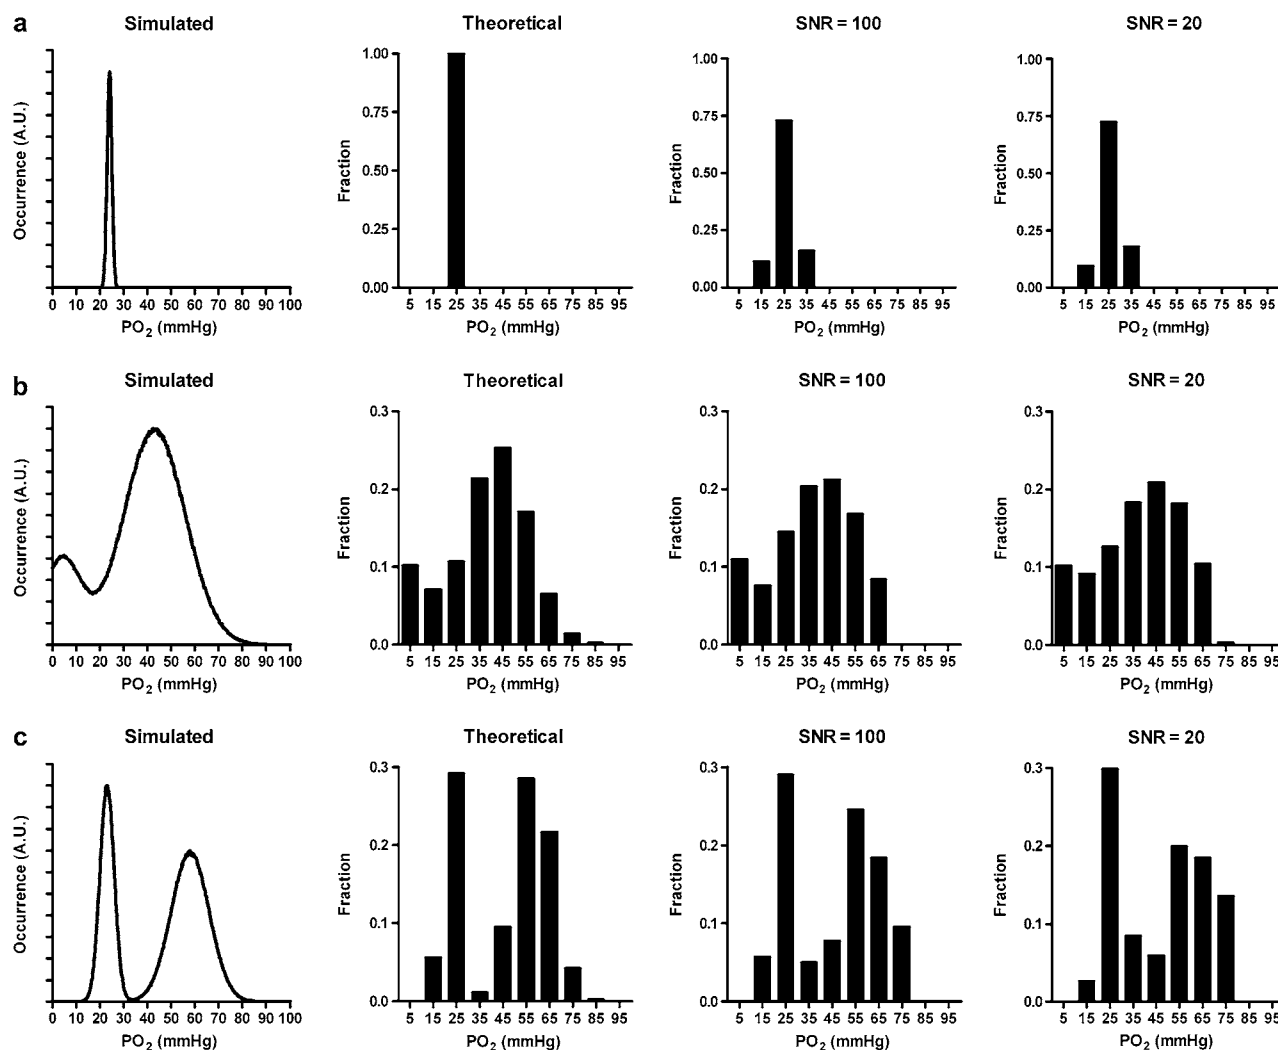 a
Simulated
Theoretical
SNR = 100
SNR = 20
Occurrence (A.U.)
0 10 20 30 40 50 60 70 80 90 100
PO2 (mmHg)
Fraction
1.00
0.75
0.50
0.25
0.00
5 15 25 35 45 55 65 75 85 95
PO2 (mmHg)
Fraction
1.00
0.75
0.50
0.25
0.00
5 15 25 35 45 55 65 75 85 95
PO2 (mmHg)
Fraction
1.00
0.75
0.50
0.25
0.00
5 15 25 35 45 55 65 75 85 95
PO2 (mmHg)
b
Simulated
Theoretical
SNR = 100
SNR = 20
Occurrence (A.U.)
0 10 20 30 40 50 60 70 80 90 100
PO2 (mmHg)
Fraction
0.3
0.2
0.1
0.0
5 15 25 35 45 55 65 75 85 95
PO2 (mmHg)
Fraction
0.3
0.2
0.1
0.0
5 15 25 35 45 55 65 75 85 95
PO2 (mmHg)
Fraction
0.3
0.2
0.1
0.0
5 15 25 35 45 55 65 75 85 95
PO2 (mmHg)
c
Simulated
Theoretical
SNR = 100
SNR = 20
Occurrence (A.U.)
0 10 20 30 40 50 60 70 80 90 100
PO2 (mmHg)
Fraction
0.3
0.2
0.1
0.0
5 15 25 35 45 55 65 75 85 95
PO2 (mmHg)
Fraction
0.3
0.2
0.1
0.0
5 15 25 35 45 55 65 75 85 95
PO2 (mmHg)
Fraction
0.3
0.2
0.1
0.0
5 15 25 35 45 55 65 75 85 95
PO2 (mmHg)